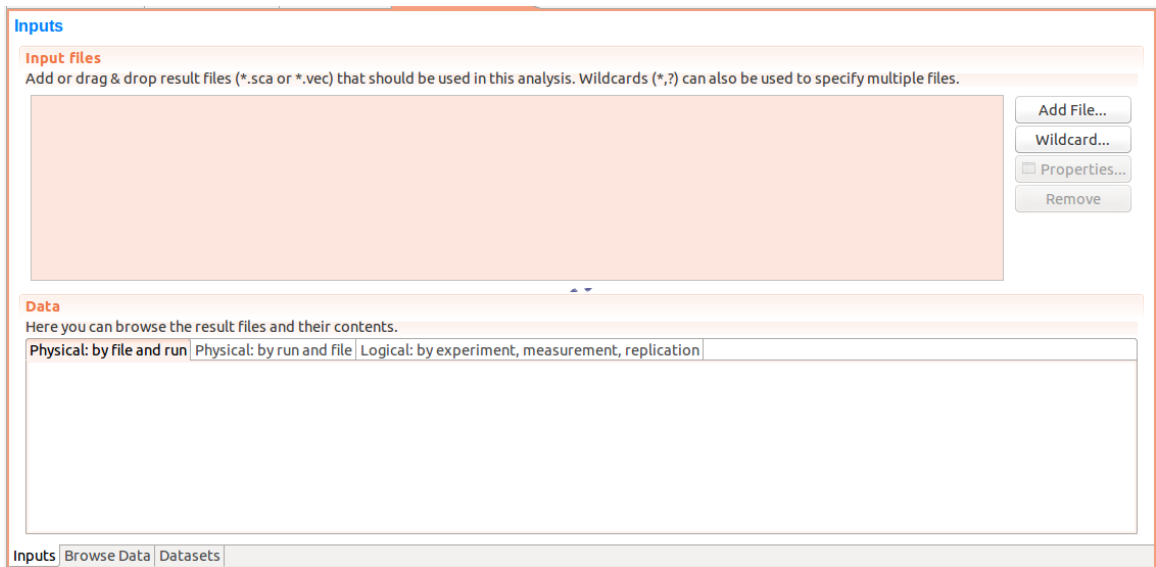 Inputs
Input files
Add or drag & drop result files (*.sca or *.vec) that should be used in this analysis. Wildcards (*,?) can also be used to specify multiple files.
Add File...
Wildcard...
Properties...
Remove
Data
Here you can browse the result files and their contents.
Physical: by file and run Physical: by run and file Logical: by experiment, measurement, replication
Inputs Browse Data Datasets